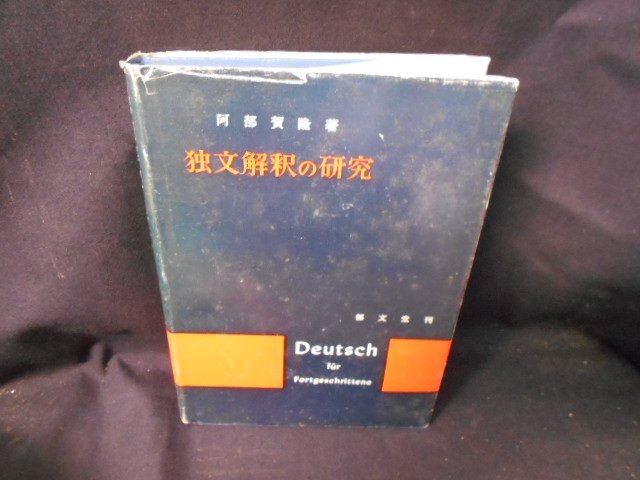 阿部賀隆著
独文解釈の研究
郁文堂刊
Deutsch
für
Fortgeschrittene